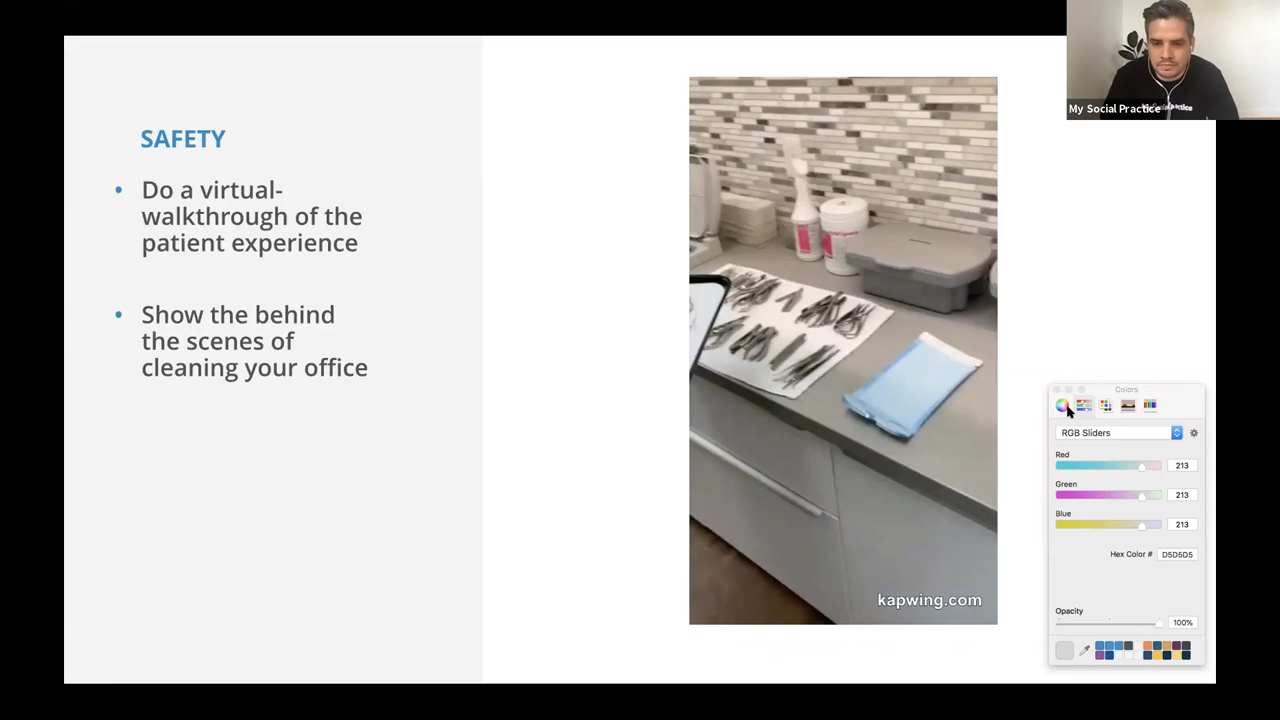 My Social Practice
SAFETY
• Do a virtual-
walkthrough of the
patient experience
• Show the behind
the scenes of
cleaning your office
kapwing.com
Colors
RGB Sliders
Red
213
Green
213
Blue
213
Hex Color # D5D5D5
Opacity
100%